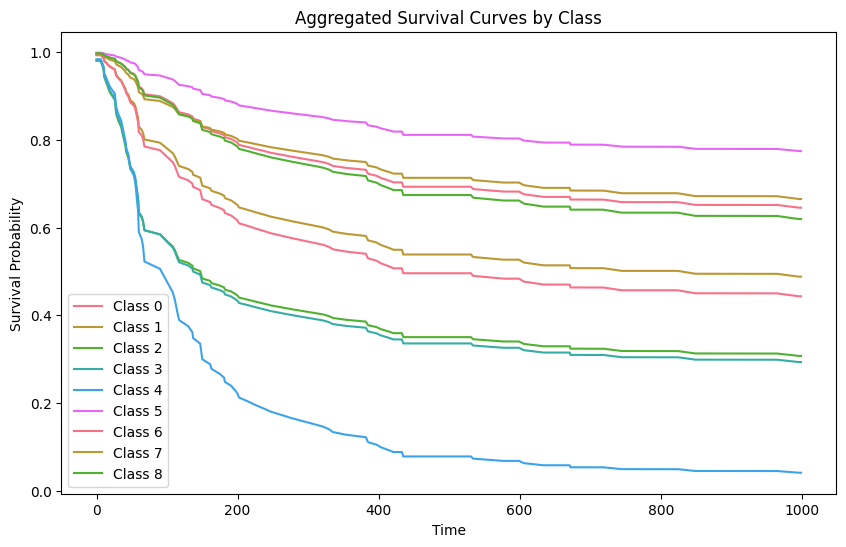 Aggregated Survival Curves by Class
Survival Probability
1.0
0.8
0.6
0.4
0.2
0.0
Class 0
Class 1
Class 2
Class 3
Class 4
Class 5
Class 6
Class 7
Class 8
0
200
400
600
800
1000
Time